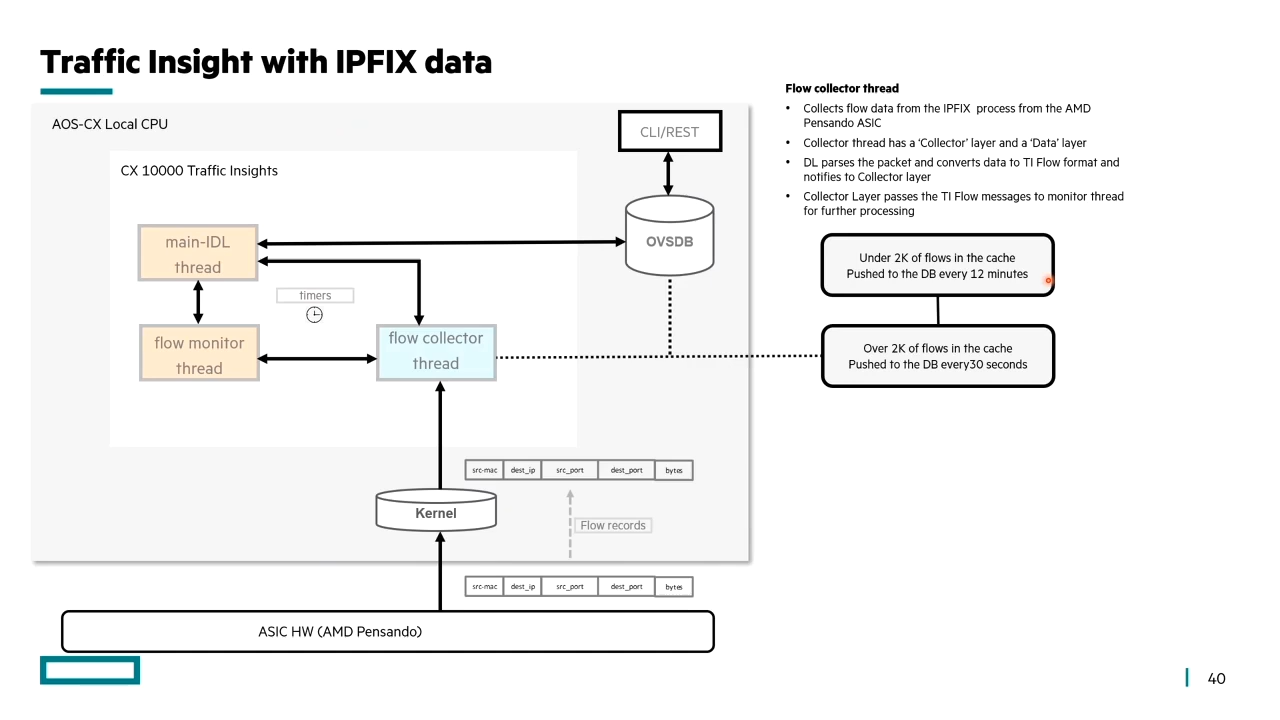 Traffic Insight with IPFIX data
AOS-CX Local CPU
CX 10000 Traffic Insights
CLI/REST
OVSDB
main-IDL
thread
timers
flow monitor
thread
flow collector
thread
src-mac dest_ip src_port dest_port bytes
Kernel
Flow records
src-mac dest_ip src_port dest_port bytes
ASIC HW (AMD Pensando)
Flow collector thread
• Collects flow data from the IPFIX process from the AMD
Pensando ASIC
• Collector thread has a ‘Collector’ layer and a ‘Data’ layer
• DL parses the packet and converts data to TI Flow format and
notifies to Collector layer
• Collector Layer passes the TI Flow messages to monitor thread
for further processing
Under 2K of flows in the cache
Pushed to the DB every 12 minutes
Over 2K of flows in the cache
Pushed to the DB every30 seconds
40